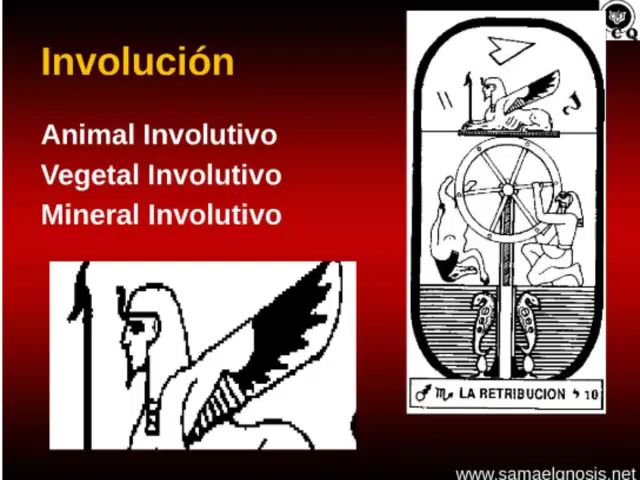 Involución
Animal Involutivo
Vegetal Involutivo
Mineral Involutivo
LA RETRIBUCION
10
C Q
www.samaelgnosis.net